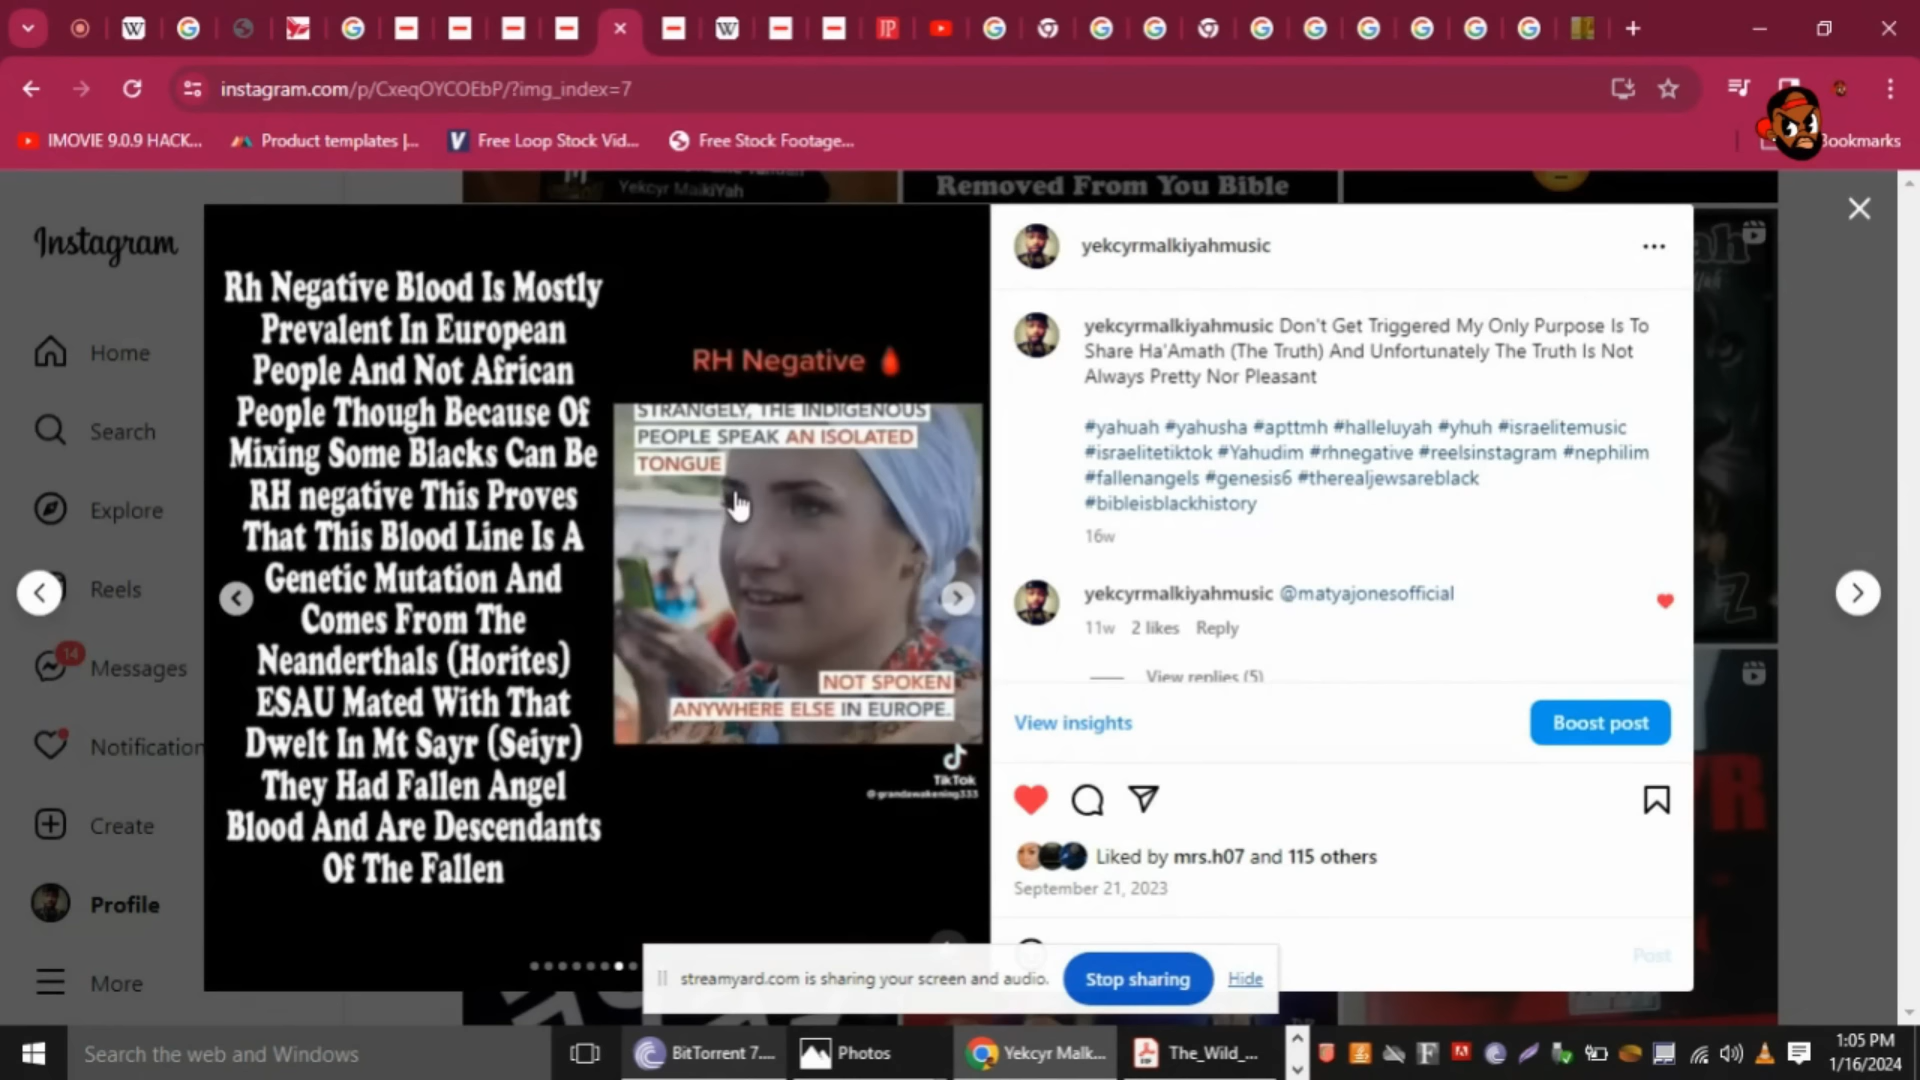 instagram.com/p/CxeqOYCOEbP/?img_index=7
IMOVIE 9.0.9 HACK...
Product templates |...
Free Loop Stock Vid...
Free Stock Footage...
Bookmarks
Yekcyr MalkiYah
Removed From You Bible
Instagram
Home
Search
Explore
Reels
14
Messages
Notification
Create
Profile
More
Rh Negative Blood Is Mostly
Prevalent In European
People And Not African
People Though Because Of
Mixing Some Blacks Can Be
RH negative This Proves
That This Blood Line Is A
Genetic Mutation And
Comes From The
Neanderthals (Horites)
ESAU Mated With That
Dwelt In Mt Sayr (Seiyr)
They Had Fallen Angel
Blood And Are Descendants
Of The Fallen
RH Negative
STRANGELY, THE INDIGENOUS
PEOPLE SPEAK AN ISOLATED
TONGUE
NOT SPOKEN
ANYWHERE ELSE IN EUROPE.
TikTok
@grandawakening333
yekcyrmalkiyahmusic
yekcyrmalkiyahmusic Don't Get Triggered My Only Purpose Is To
Share Ha'Amath (The Truth) And Unfortunately The Truth Is Not
Always Pretty Nor Pleasant
#yahuah #yahusha #apttmh #halleluyah #yhuh #israelitemusic
#israelitetiktok #Yahudim #rhnegative #reelsinstagram #nephilim
#fallenangels #genesis6 #therealjewsareblack
#bibleisblackhistory
16w
yekcyrmalkiyahmusic @matyajonesofficial
11w 2 likes Reply
View replies (5)
View insights
Boost post
Liked by mrs.h07 and 115 others
September 21, 2023
Post
streamyard.com is sharing your screen and audio.
Stop sharing
Hide
Search the web and Windows
BitTorrent 7....
Photos
Yekcyr Malk...
The_Wild_...
1:05 PM
1/16/2024